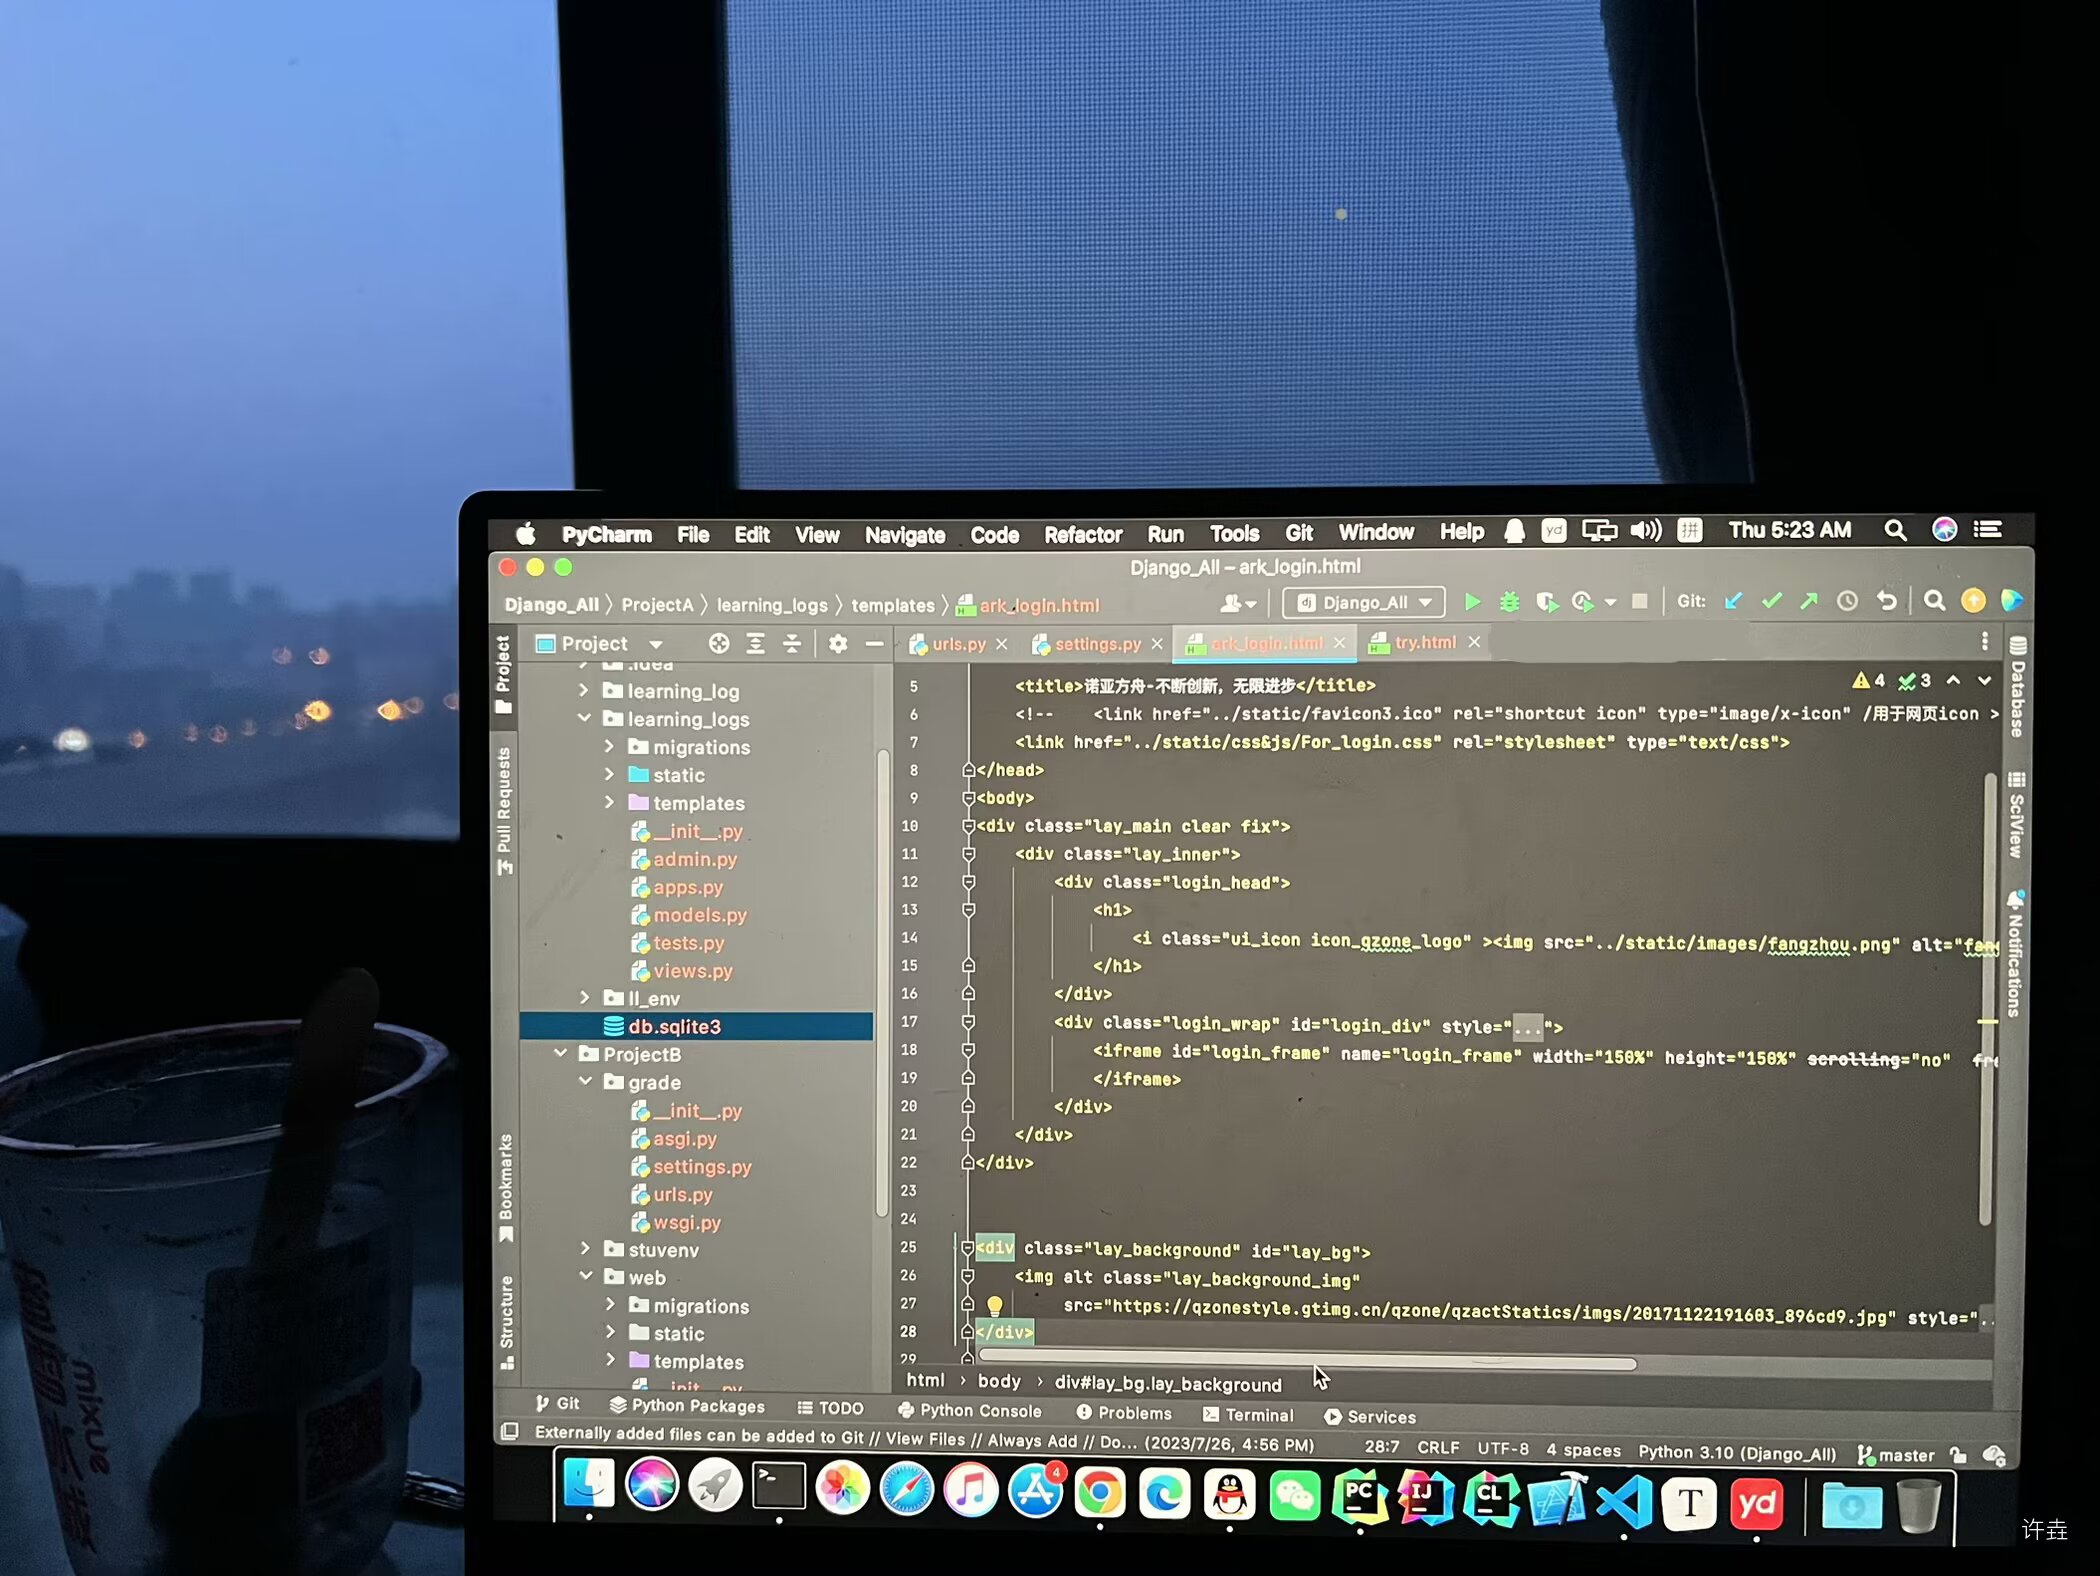 PyCharm File Edit View Navigate Code Refactor Run Tools Git Window Help yd 拼 Thu 5:23 AM
Django_All – ark_login.html
Django_All ProjectA learning_logs templates ark_login.html dj Django_All Git:
Project
urls.py settings.py ark_login.html try.html
.idea
learning_log
learning_logs
migrations
static
templates
__init__.py
admin.py
apps.py
models.py
tests.py
views.py
ll_env
db.sqlite3
ProjectB
grade
__init__.py
asgi.py
settings.py
urls.py
wsgi.py
stuvenv
web
migrations
static
templates
__init__.py
Project
Pull Requests
Bookmarks
Structure
4 3
5 <title>诺亚方舟-不断创新，无限进步</title>
6 <!-- <link href="../static/favicon3.ico" rel="shortcut icon" type="image/x-icon" /用于网页icon >
7 <link href="../static/css&js/For_login.css" rel="stylesheet" type="text/css">
8 </head>
9 <body>
10 <div class="lay_main clear fix">
11 <div class="lay_inner">
12 <div class="login_head">
13 <h1>
14 <i class="ui_icon icon_qzone_logo" ><img src="../static/images/fangzhou.png" alt="fang
15 </h1>
16 </div>
17 <div class="login_wrap" id="login_div" style="...">
18 <iframe id="login_frame" name="login_frame" width="150%" height="150%" scrolling="no" fre
19 </iframe>
20 </div>
21 </div>
22 </div>
23
24
25 <div class="lay_background" id="lay_bg">
26 <img alt class="lay_background_img"
27 src="https://qzonestyle.gtimg.cn/qzone/qzactStatics/imgs/20171122191603_896cd9.jpg" style="..
28 </div>
29
Database
SciView
Notifications
html › body › div#lay_bg.lay_background
Git Python Packages TODO Python Console Problems Terminal Services
Externally added files can be added to Git // View Files // Always Add // Do... (2023/7/26, 4:56 PM) 28:7 CRLF UTF-8 4 spaces Python 3.10 (Django_All) master
4
PC IJ CL T yd
mixue
许垚